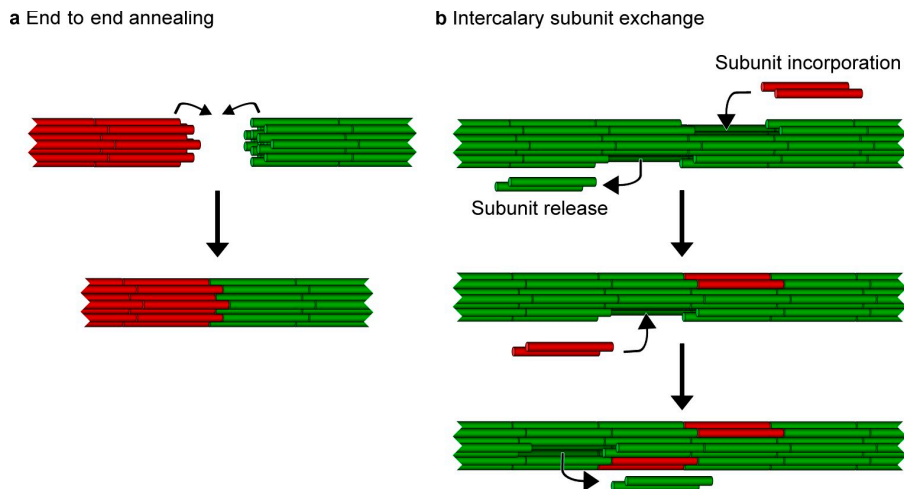 a End to end annealing
b Intercalary subunit exchange
Subunit incorporation
Subunit release